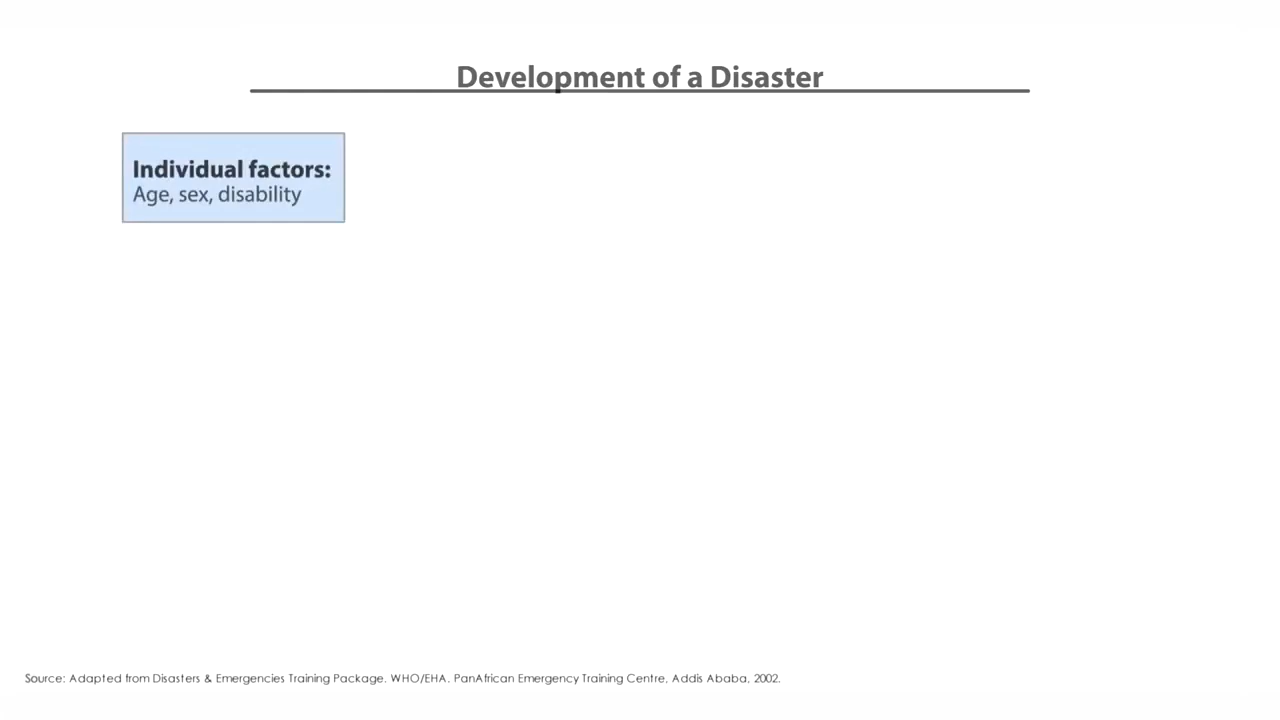 Development of a Disaster
Individual factors:
Age, sex, disability
Source: Adapted from Disasters & Emergencies Training Package. WHO/EHA. PanAfrican Emergency Training Centre, Addis Ababa, 2002.